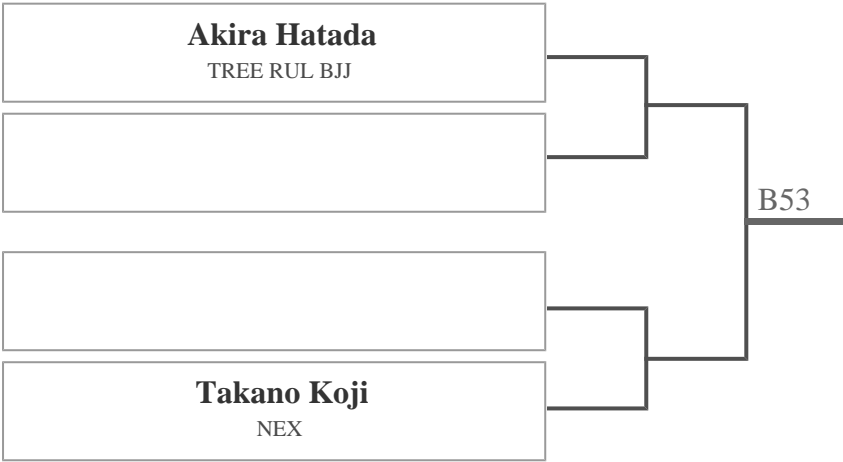 Akira Hatada
TREE RUL BJJ
B53
Takano Koji
NEX